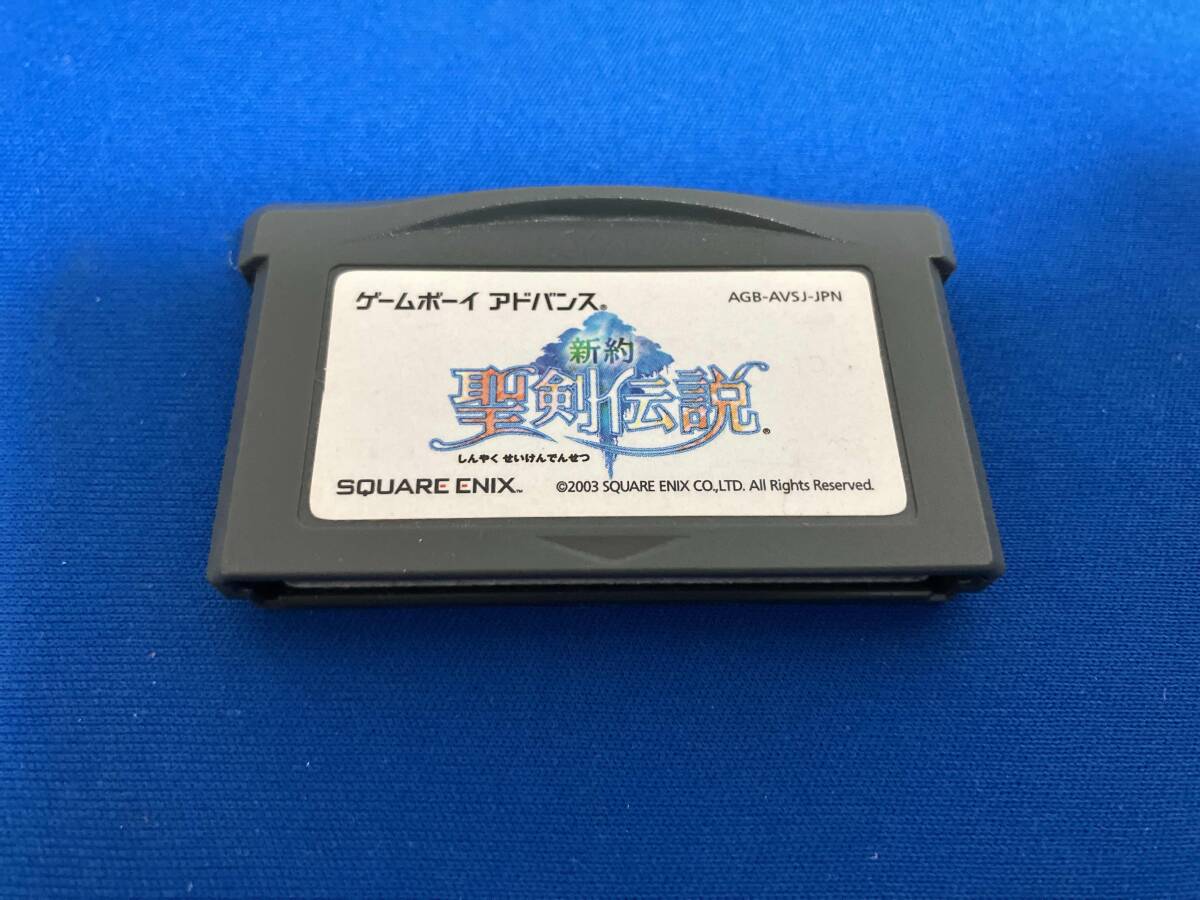 ゲームボーイ アドバンス®
AGB-AVSJ-JPN
新約
聖剣伝説®
しんやく せいけんでんせつ
SQUARE ENIX™
©2003 SQUARE ENIX CO.,LTD. All Rights Reserved.